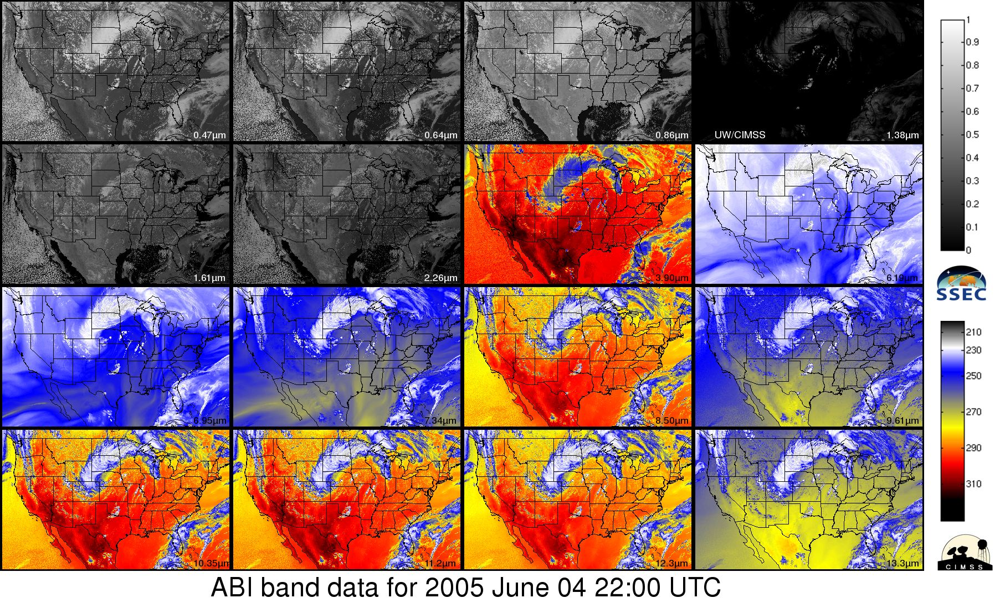 0.47µm 0.64µm 0.86µm UW/CIMSS 1.38µm
1.61µm 2.26µm 3.90µm 6.19µm
6.95µm 7.34µm 8.50µm 9.61µm
10.35µm 11.2µm 12.3µm 13.3µm
1
0.9
0.8
0.7
0.6
0.5
0.4
0.3
0.2
0.1
0
SSEC
210
230
250
270
290
310
CIMSS
ABI band data for 2005 June 04 22:00 UTC